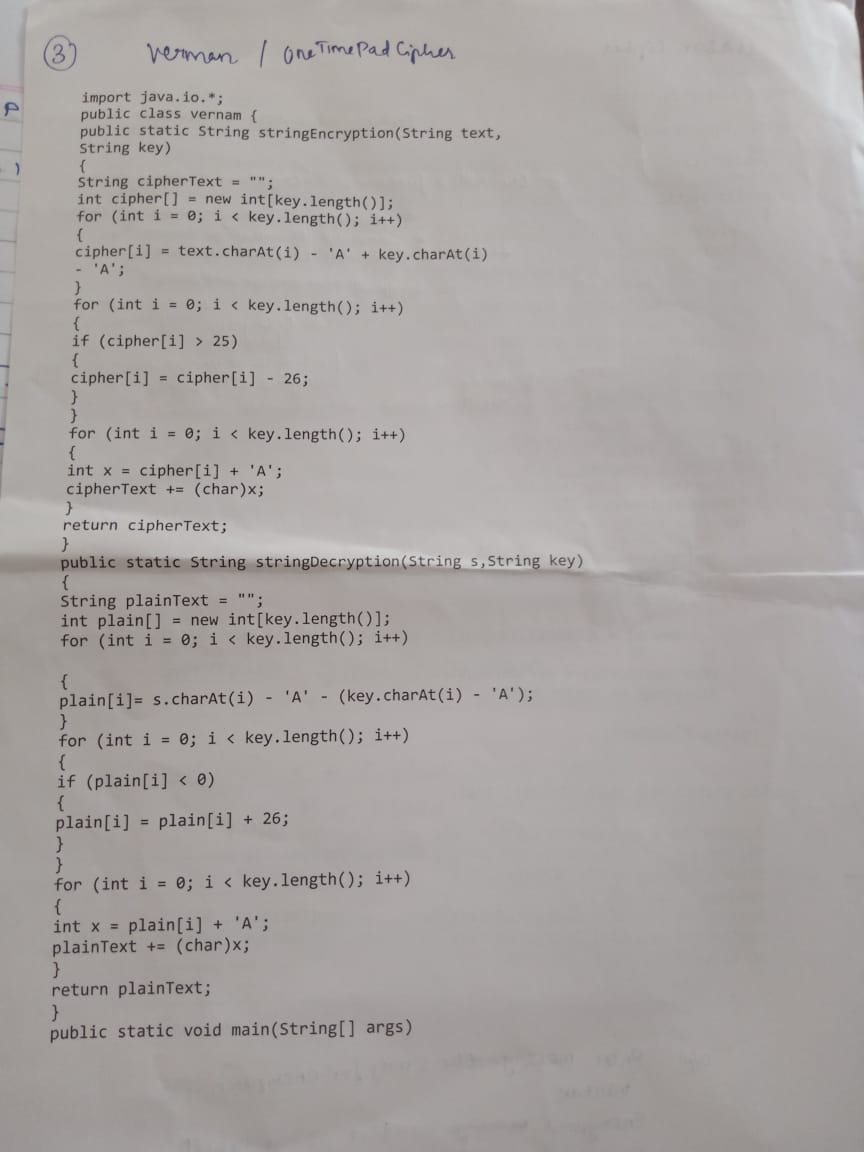 3 Verman / OneTimePad Cipher
import java.io.*;
public class vernam {
public static String stringEncryption(String text,
String key)
{
String cipherText = "";
int cipher[] = new int[key.length()];
for (int i = 0; i < key.length(); i++)
{
cipher[i] = text.charAt(i) - 'A' + key.charAt(i)
- 'A';
}
for (int i = 0; i < key.length(); i++)
{
if (cipher[i] > 25)
{
cipher[i] = cipher[i] - 26;
}
}
for (int i = 0; i < key.length(); i++)
{
int x = cipher[i] + 'A';
cipherText += (char)x;
}
return cipherText;
}
public static String stringDecryption(String s,String key)
{
String plainText = "";
int plain[] = new int[key.length()];
for (int i = 0; i < key.length(); i++)
{
plain[i]= s.charAt(i) - 'A' - (key.charAt(i) - 'A');
}
for (int i = 0; i < key.length(); i++)
{
if (plain[i] < 0)
{
plain[i] = plain[i] + 26;
}
}
for (int i = 0; i < key.length(); i++)
{
int x = plain[i] + 'A';
plainText += (char)x;
}
return plainText;
}
public static void main(String[] args)